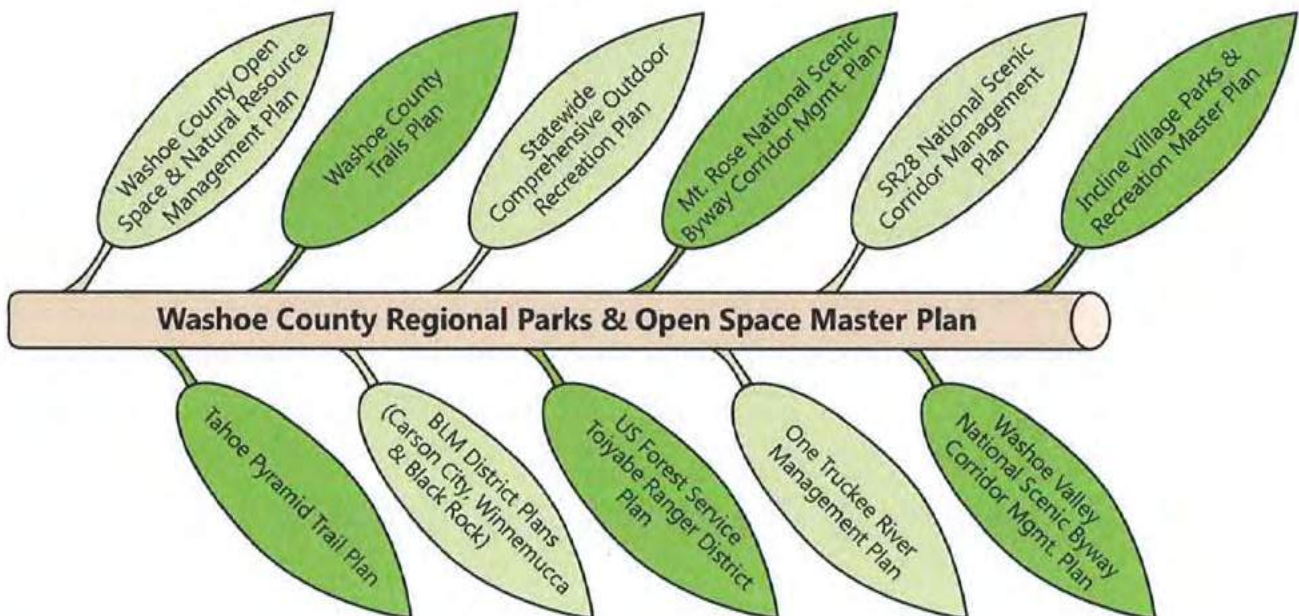 Washoe County Open
Space & Natural Resource
Management Plan
Washoe County
Trails Plan
Statewide
Comprehensive Outdoor
Recreation Plan
Mt. Rose National Scenic
Byway Corridor Mgmt. Plan
SR28 National Scenic
Corridor Management
Plan
Incline Village Parks &
Recreation Master Plan
Washoe County Regional Parks & Open Space Master Plan
Tahoe Pyramid Trail Plan
BLM District Plans
(Carson City, Winnemucca
& Black Rock)
US Forest Service
Toiyabe Ranger District
Plan
One Truckee River
Management Plan
Washoe Valley
National Scenic Byway
Corridor Mgmt. Plan